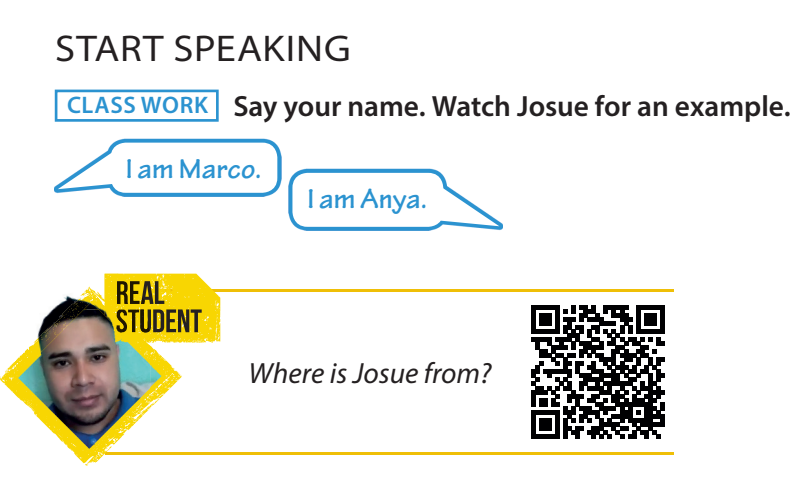 START SPEAKING
CLASS WORK Say your name. Watch Josue for an example.
I am Marco.
I am Anya.
REAL
STUDENT
Where is Josue from?